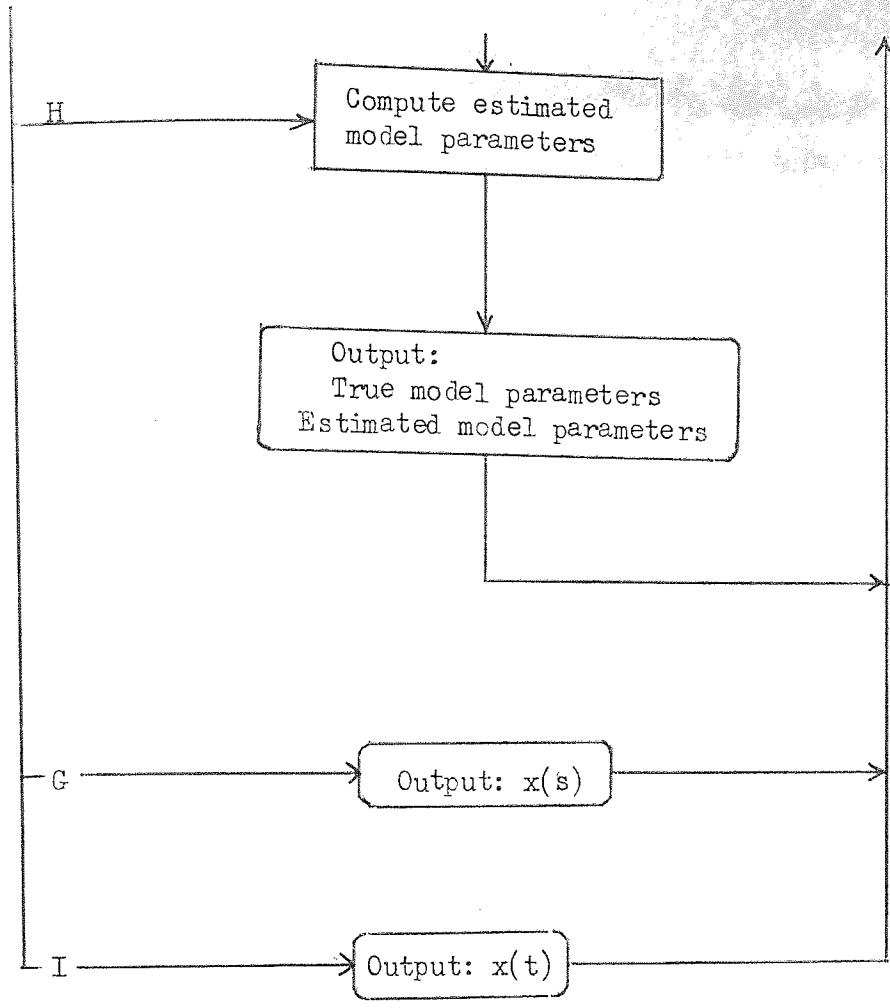 H
Compute estimated
model parameters
Output:
True model parameters
Estimated model parameters
G
Output: x(s)
I
Output: x(t)